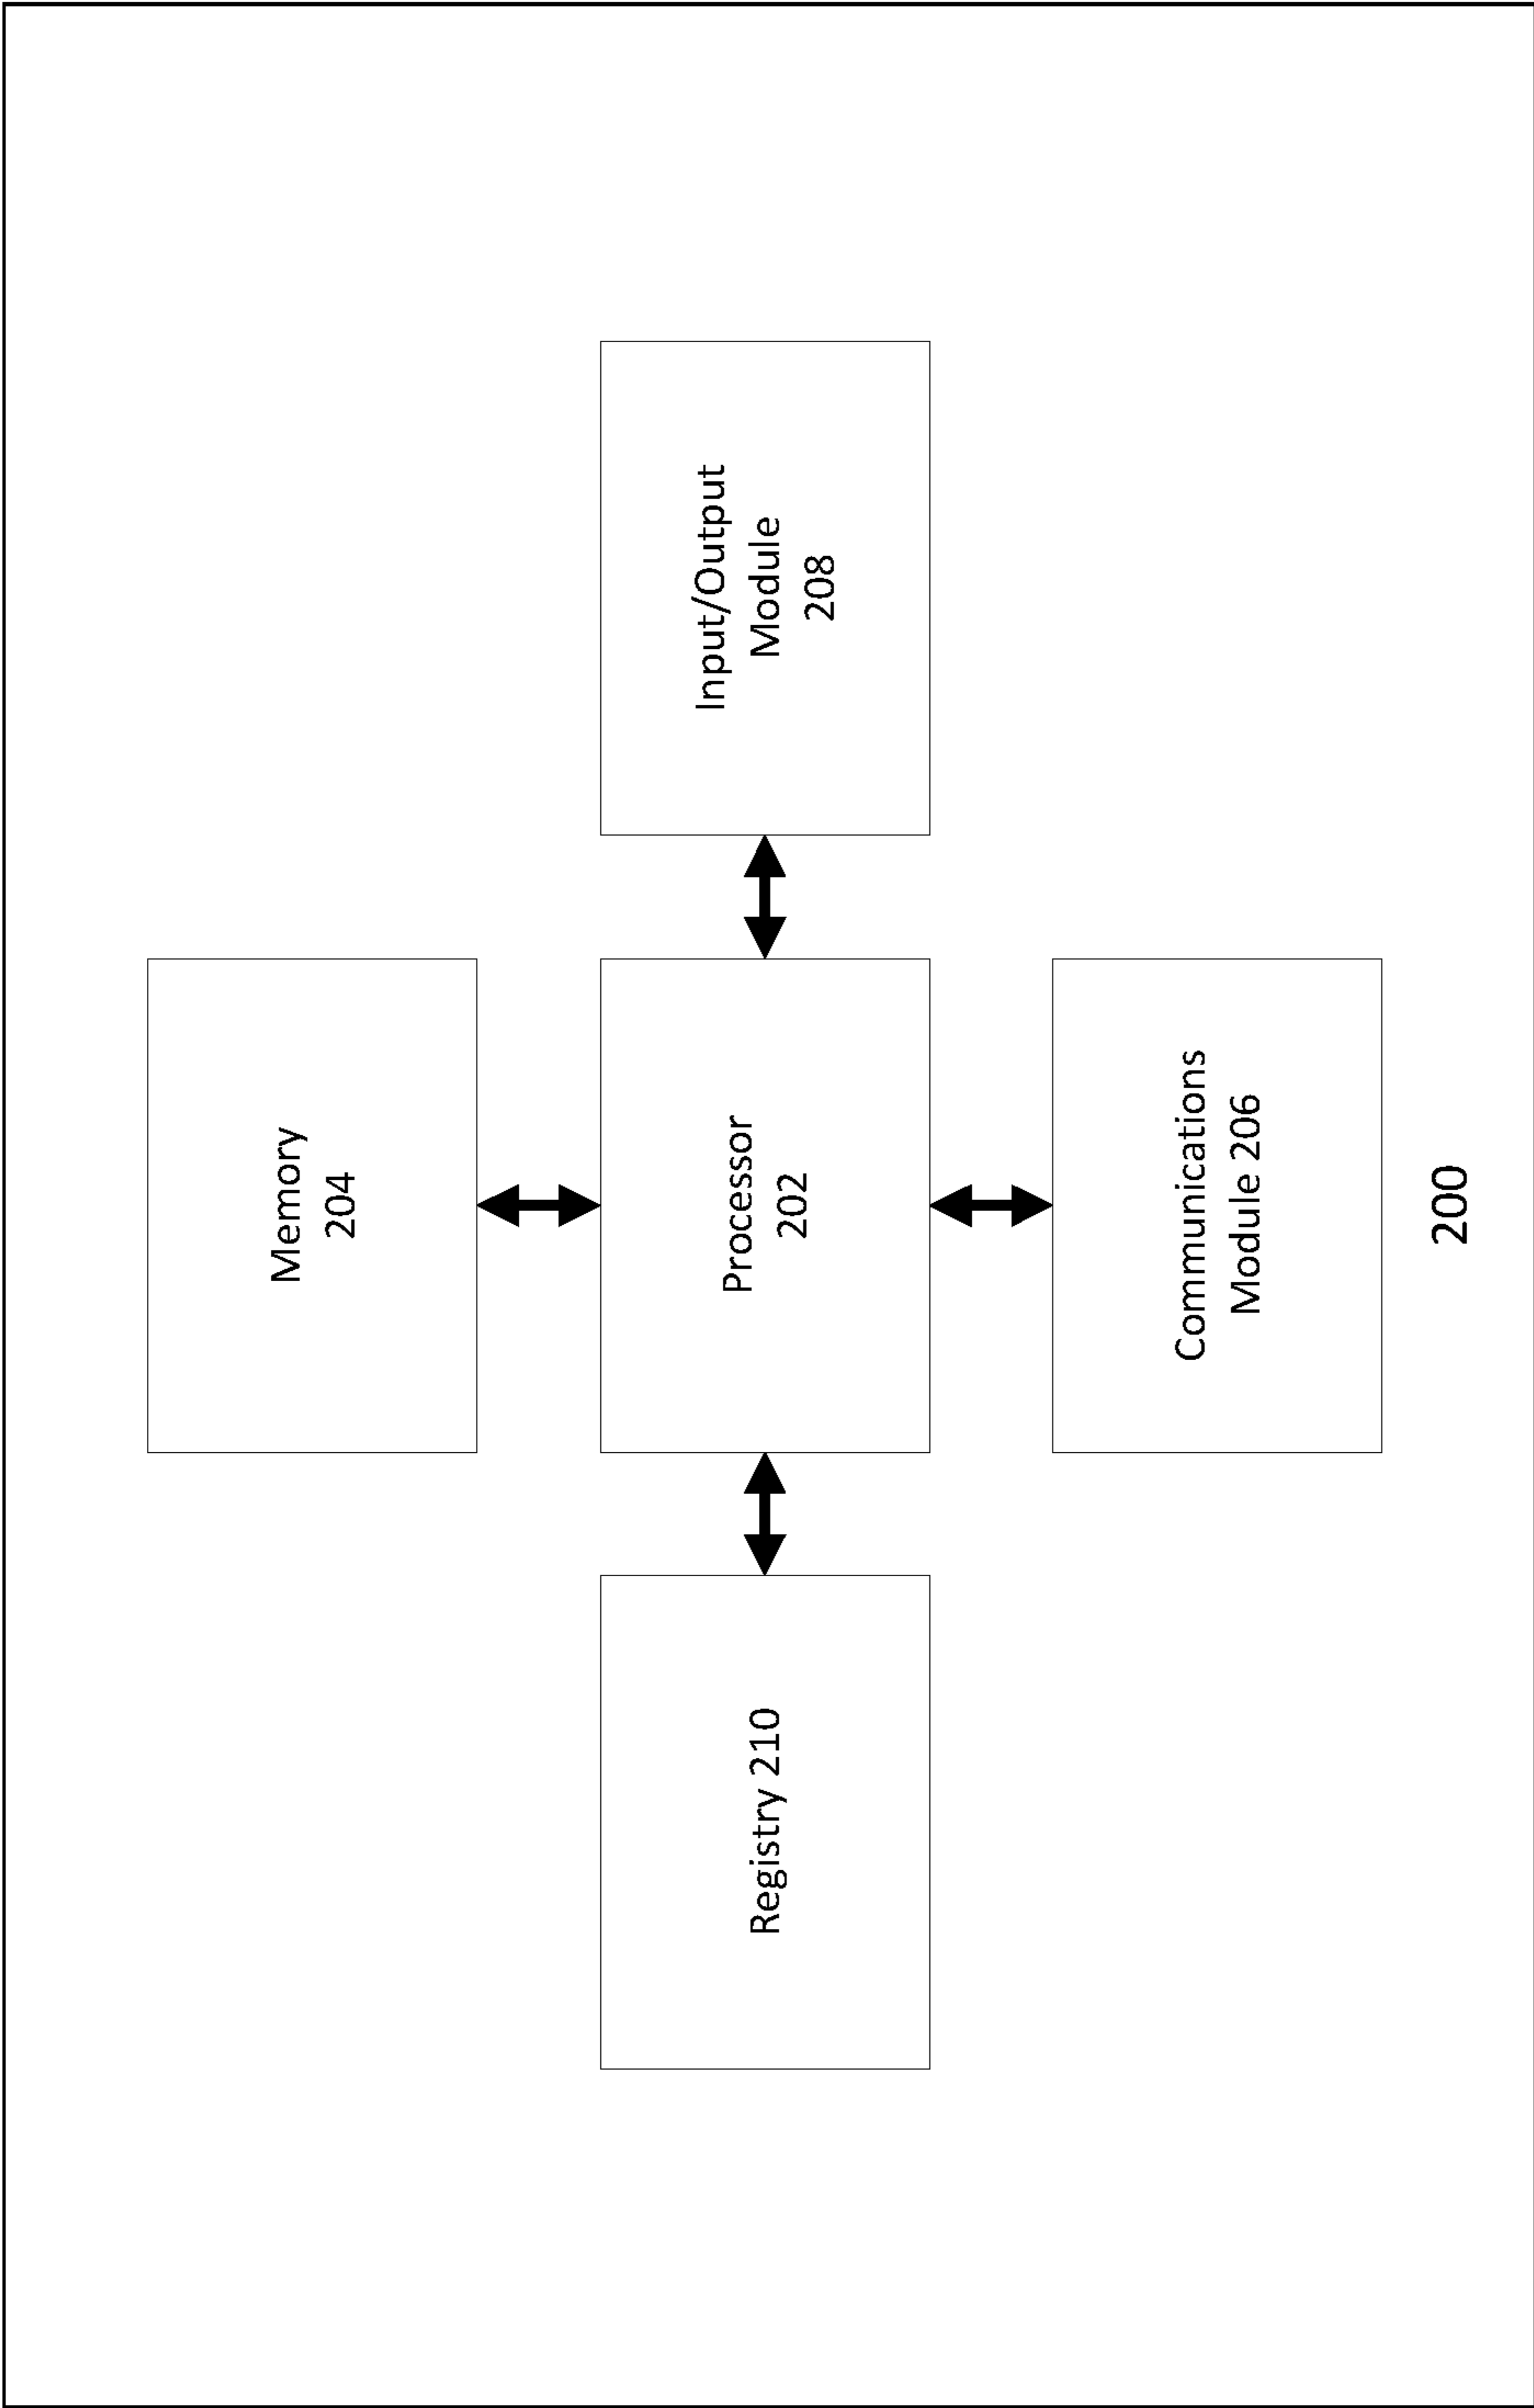 Memory
204
Registry 210
Processor
202
Input/Output
Module
208
Communications
Module 206
200